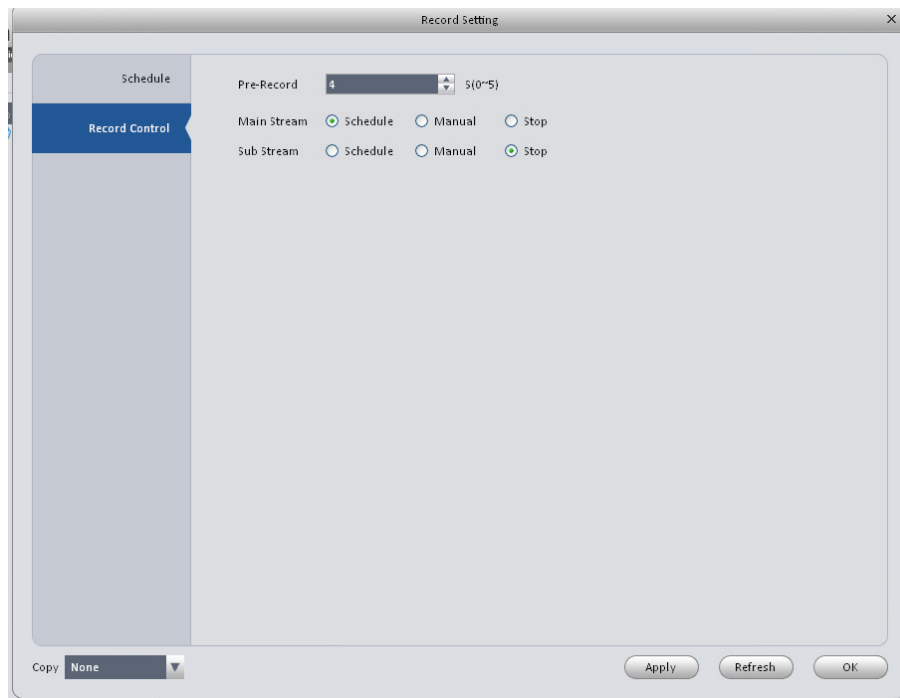 Record Setting
Schedule
Record Control
Pre-Record 4 S(0~5)
Main Stream Schedule Manual Stop
Sub Stream Schedule Manual Stop
Copy None Apply Refresh OK